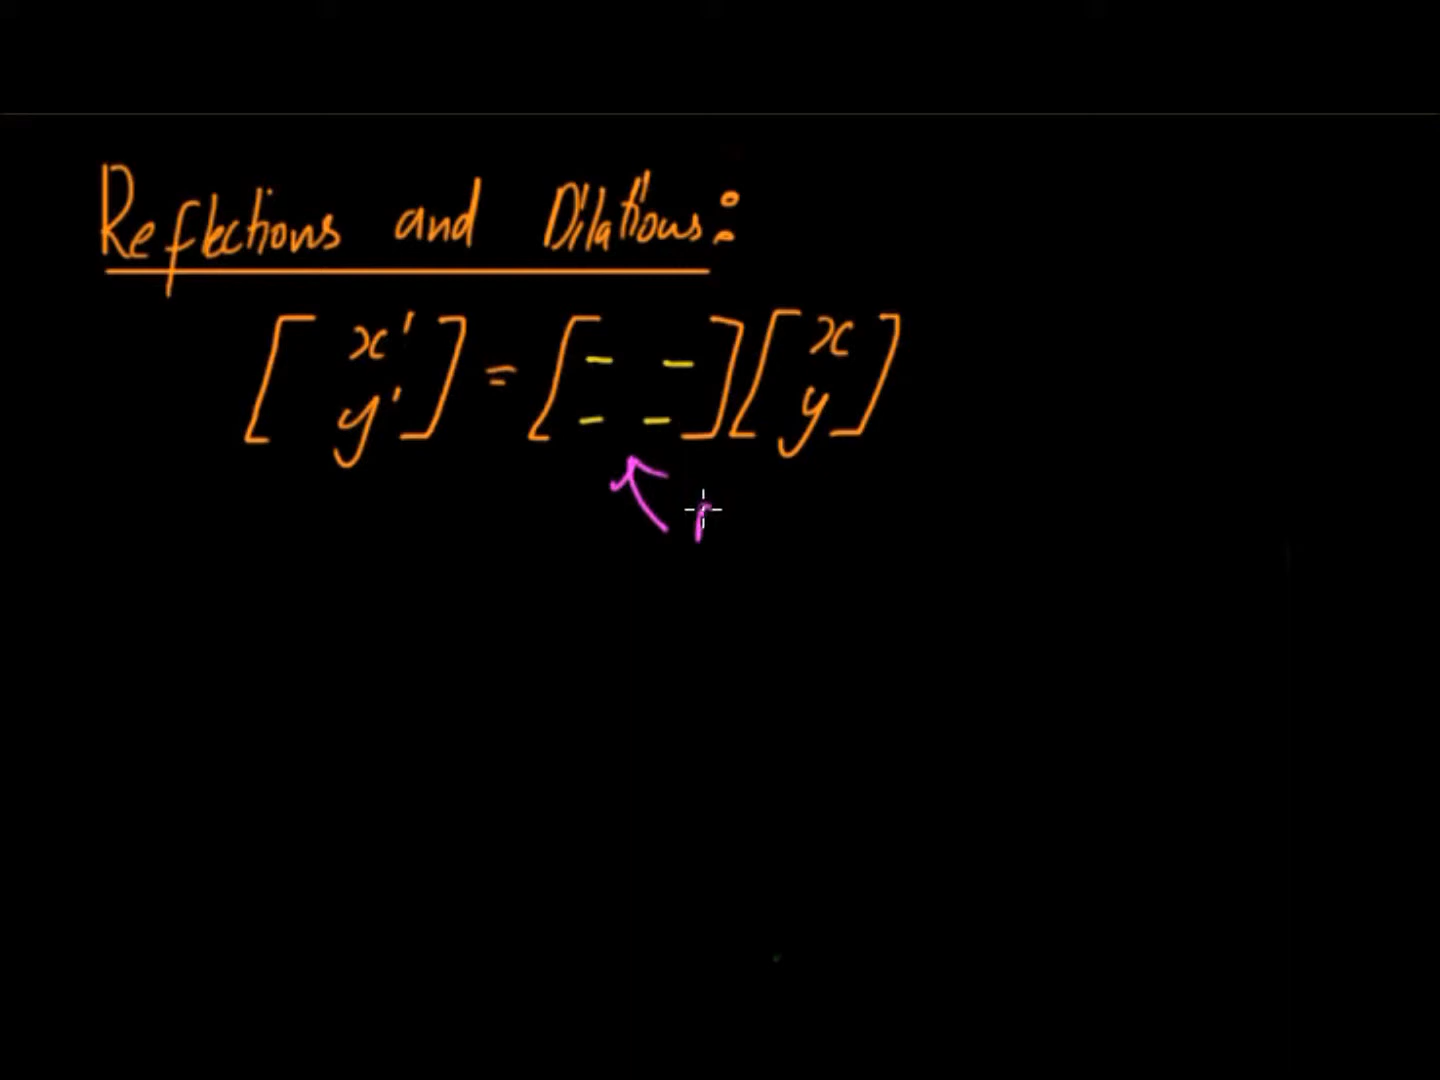 Reflections and Dilations:
[ x' y' ] = [ - - - - ] [ x y ]